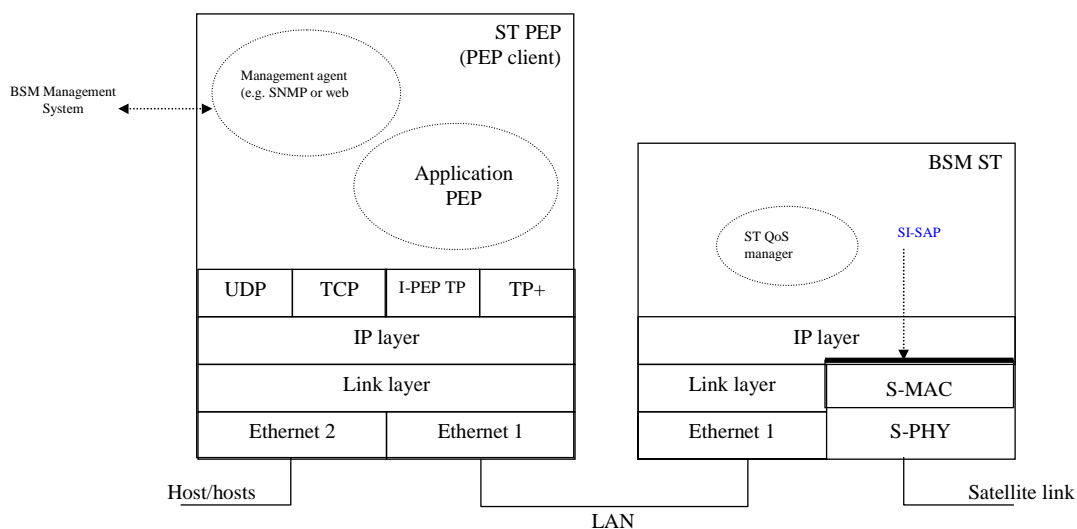 ST PEP
(PEP client)
Management agent
(e.g. SNMP or web
BSM Management
System
Application
PEP
BSM ST
ST QoS
manager
SI-SAP
UDP
TCP
I-PEP TP
TP+
IP layer
IP layer
Link layer
Link layer
S-MAC
Ethernet 2
Ethernet 1
Ethernet 1
S-PHY
Host/hosts
Satellite link
LAN